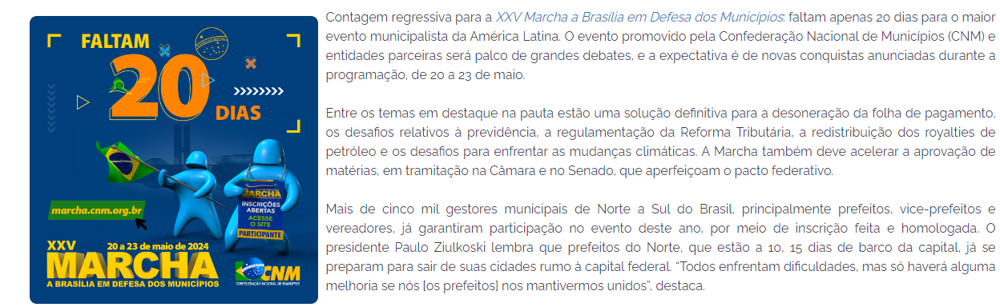 FALTAM
20
DIAS
marcha.cnm.org.br
MARCHA
INSCRIÇÕES
ABERTAS
ACESSE
O SITE
PARTICIPANTE
XXV
20 a 23 de maio de 2024
MARCHA
A BRASÍLIA EM DEFESA DOS MUNICÍPIOS
CNM
CONFEDERAÇÃO NACIONAL DE MUNICÍPIOS
Contagem regressiva para a XXV Marcha a Brasília em Defesa dos Municípios: faltam apenas 20 dias para o maior
evento municipalista da América Latina. O evento promovido pela Confederação Nacional de Municípios (CNM) e
entidades parceiras será palco de grandes debates, e a expectativa é de novas conquistas anunciadas durante a
programação, de 20 a 23 de maio.
Entre os temas em destaque na pauta estão uma solução definitiva para a desoneração da folha de pagamento,
os desafios relativos à previdência, a regulamentação da Reforma Tributária, a redistribuição dos royalties de
petróleo e os desafios para enfrentar as mudanças climáticas. A Marcha também deve acelerar a aprovação de
matérias, em tramitação na Câmara e no Senado, que aperfeiçoam o pacto federativo.
Mais de cinco mil gestores municipais de Norte a Sul do Brasil, principalmente prefeitos, vice-prefeitos e
vereadores, já garantiram participação no evento deste ano, por meio de inscrição feita e homologada. O
presidente Paulo Ziulkoski lembra que prefeitos do Norte, que estão a 10, 15 dias de barco da capital, já se
preparam para sair de suas cidades rumo à capital federal. “Todos enfrentam dificuldades, mas só haverá alguma
melhoria se nós [os prefeitos] nos mantivermos unidos”, destaca.